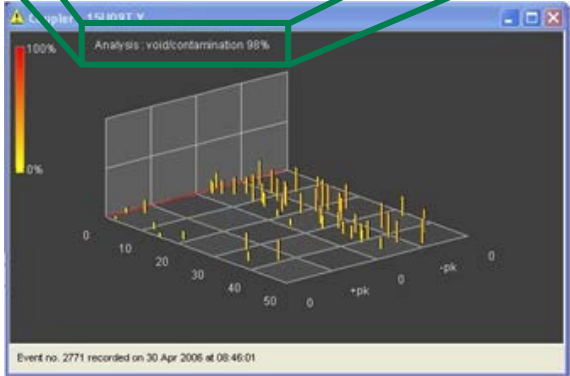 Coupler
Analysis : void/contamination 98%
100%
0%
0
10
20
30
40
50
0
+pk
0
-pk
0
Event no. 2771 recorded on 30 Apr 2006 at 08:46:01